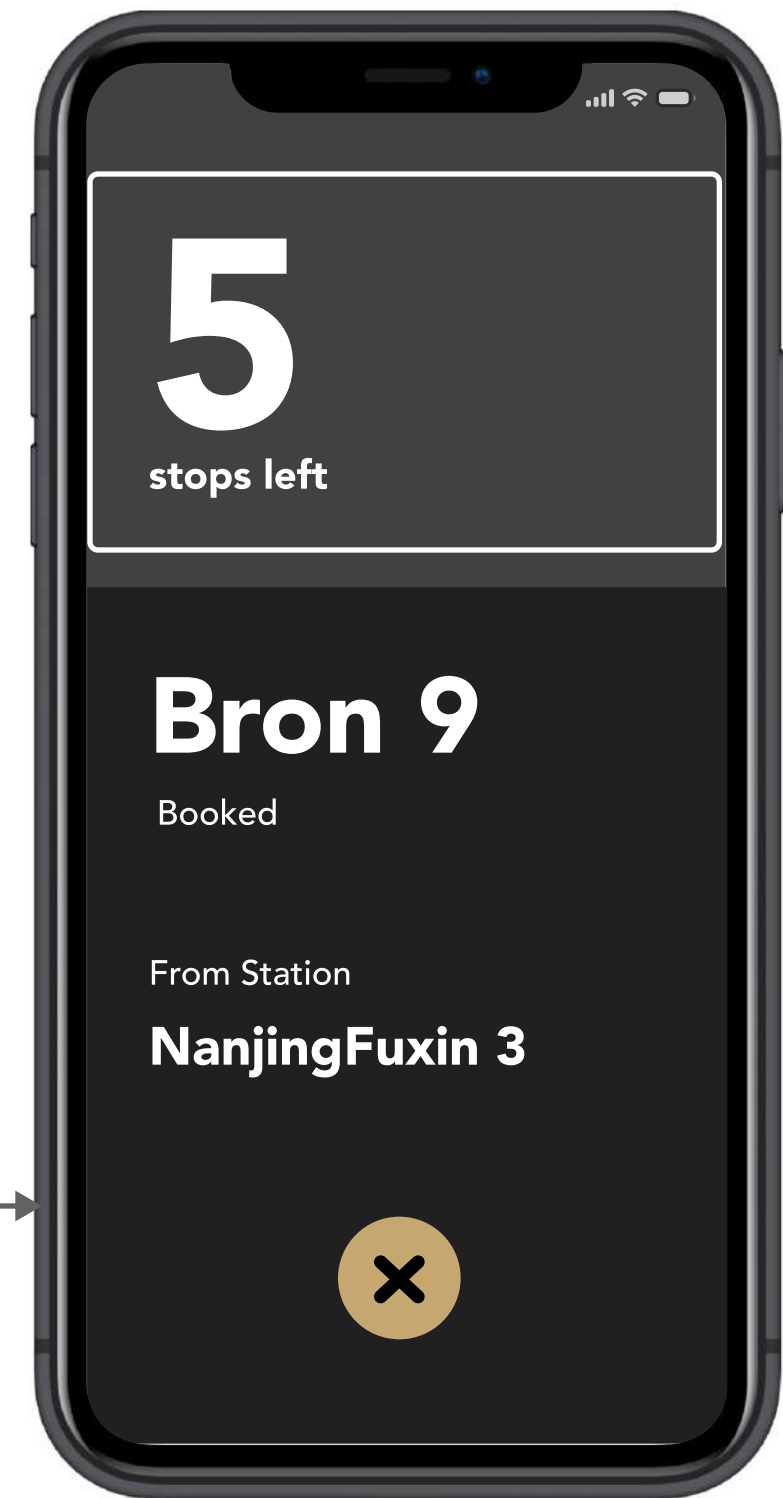 5
stops left
Bron 9
Booked
From Station
NanjingFuxin 3